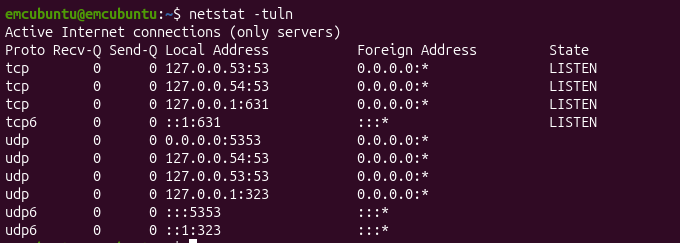 emcubuntu@emcubuntu:~$ netstat -tuln
Active Internet connections (only servers)
Proto Recv-Q Send-Q Local Address           Foreign Address         State
tcp        0      0 127.0.0.53:53           0.0.0.0:*               LISTEN
tcp        0      0 127.0.0.54:53           0.0.0.0:*               LISTEN
tcp        0      0 127.0.0.1:631           0.0.0.0:*               LISTEN
tcp6       0      0 ::1:631                 :::*                    LISTEN
udp        0      0 0.0.0.0:5353            0.0.0.0:*
udp        0      0 127.0.0.54:53           0.0.0.0:*
udp        0      0 127.0.0.53:53           0.0.0.0:*
udp        0      0 127.0.0.1:323           0.0.0.0:*
udp6       0      0 :::5353                 :::*
udp6       0      0 ::1:323                 :::*